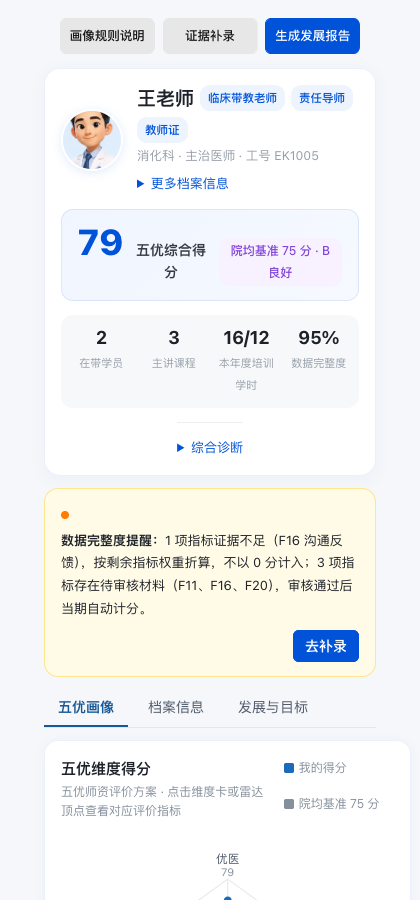 画像规则说明
证据补录
生成发展报告
王老师
临床带教老师
责任导师
教师证
消化科 · 主治医师 · 工号 EK1005
更多档案信息
79
五优综合得
分
院均基准 75 分 · B
良好
2
3
16/12
95%
在带学员
主讲课程
本年度培训
学时
数据完整度
综合诊断
数据完整度提醒：1 项指标证据不足（F16 沟通反
馈），按剩余指标权重折算，不以 0 分计入；3 项指
标存在待审核材料（F11、F16、F20），审核通过后
当期自动计分。
去补录
五优画像
档案信息
发展与目标
五优维度得分
五优师资评价方案 · 点击维度卡或雷达
顶点查看对应评价指标
我的得分
院均基准 75 分
优医
79